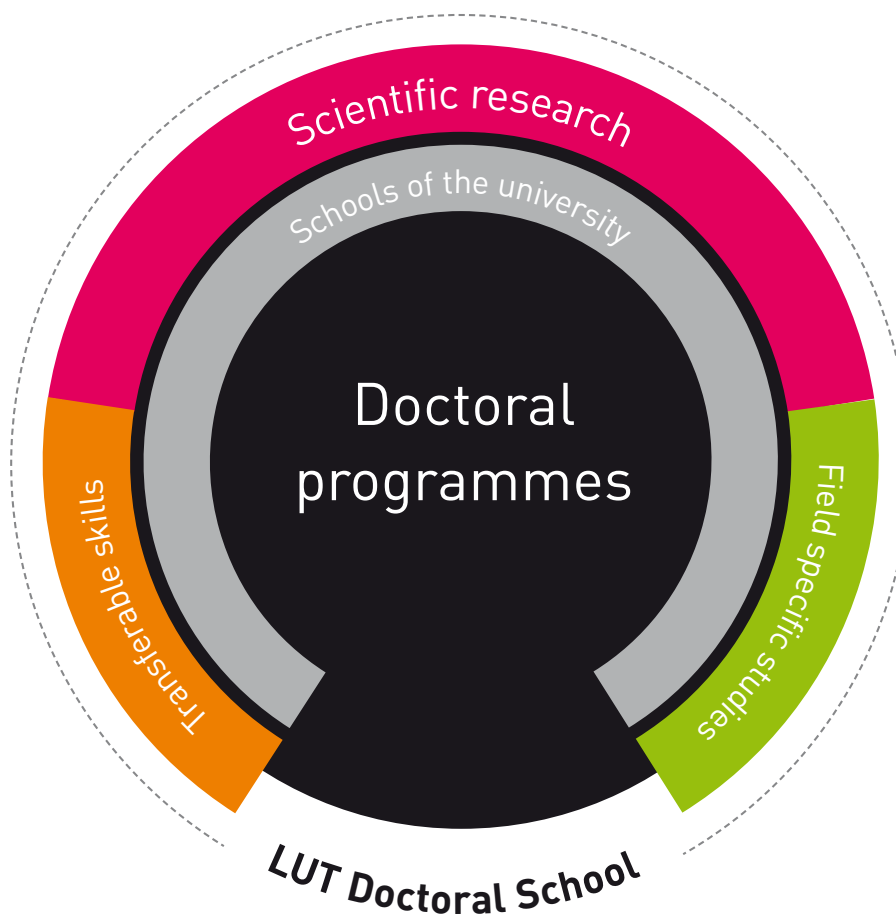 Scientific research
Schools of the university
Doctoral
programmes
Transferable skills
Field specific studies
LUT Doctoral School